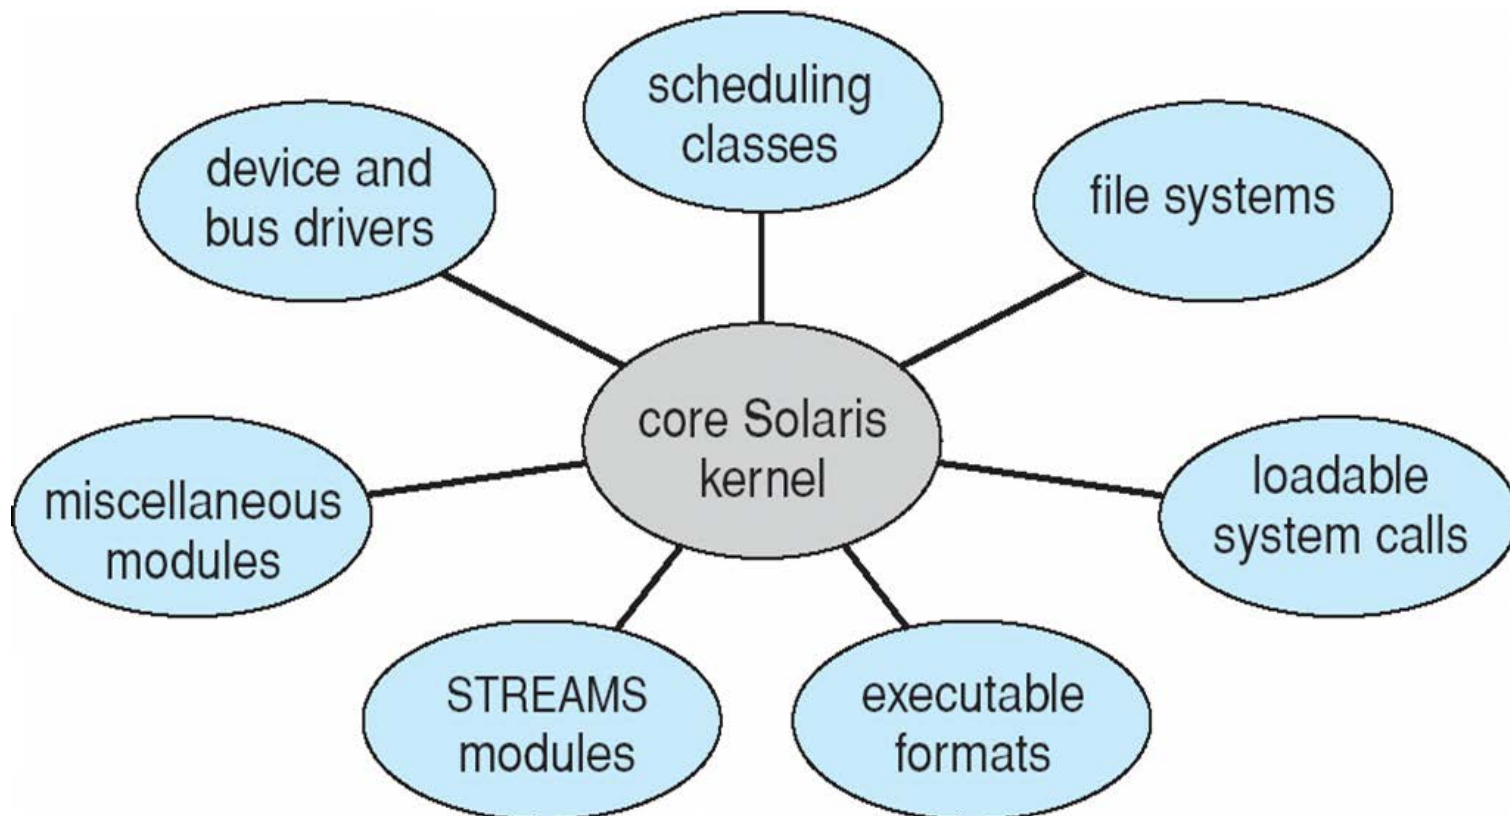 scheduling
classes
device and
bus drivers
file systems
core Solaris
kernel
loadable
system calls
miscellaneous
modules
STREAMS
modules
executable
formats